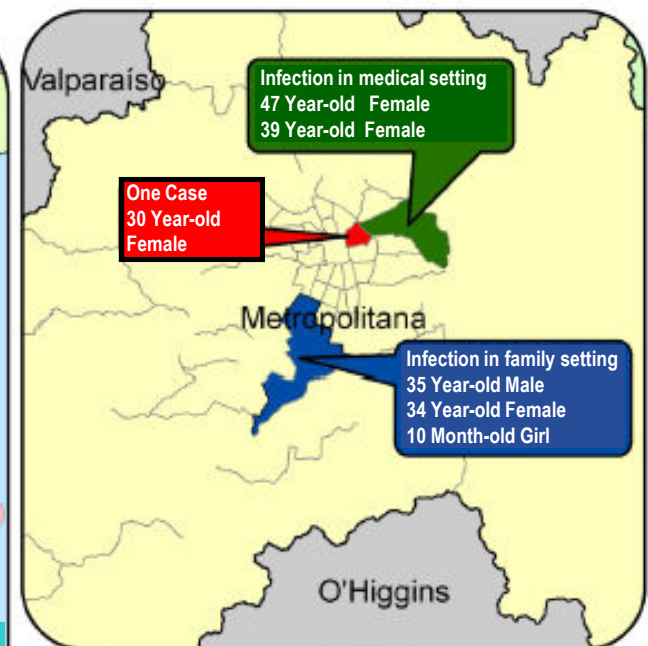 Valparaíso
Infection in medical setting
47 Year-old Female
39 Year-old Female
One Case
30 Year-old
Female
Metropolitana
Infection in family setting
35 Year-old Male
34 Year-old Female
10 Month-old Girl
O'Higgins